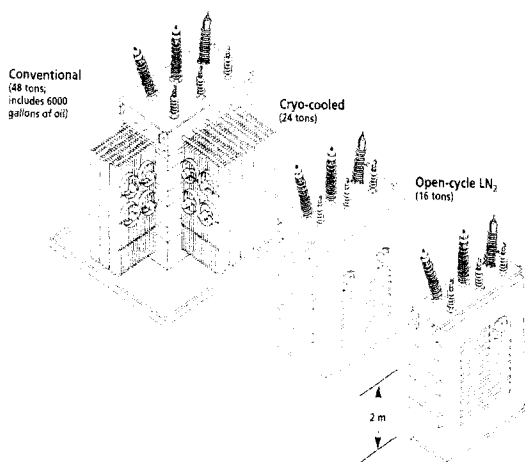 Conventional
(48 tons;
includes 6000
gallons of oil)
Cryo-cooled
(24 tons)
Open-cycle LN₂
(16 tons)
2 m